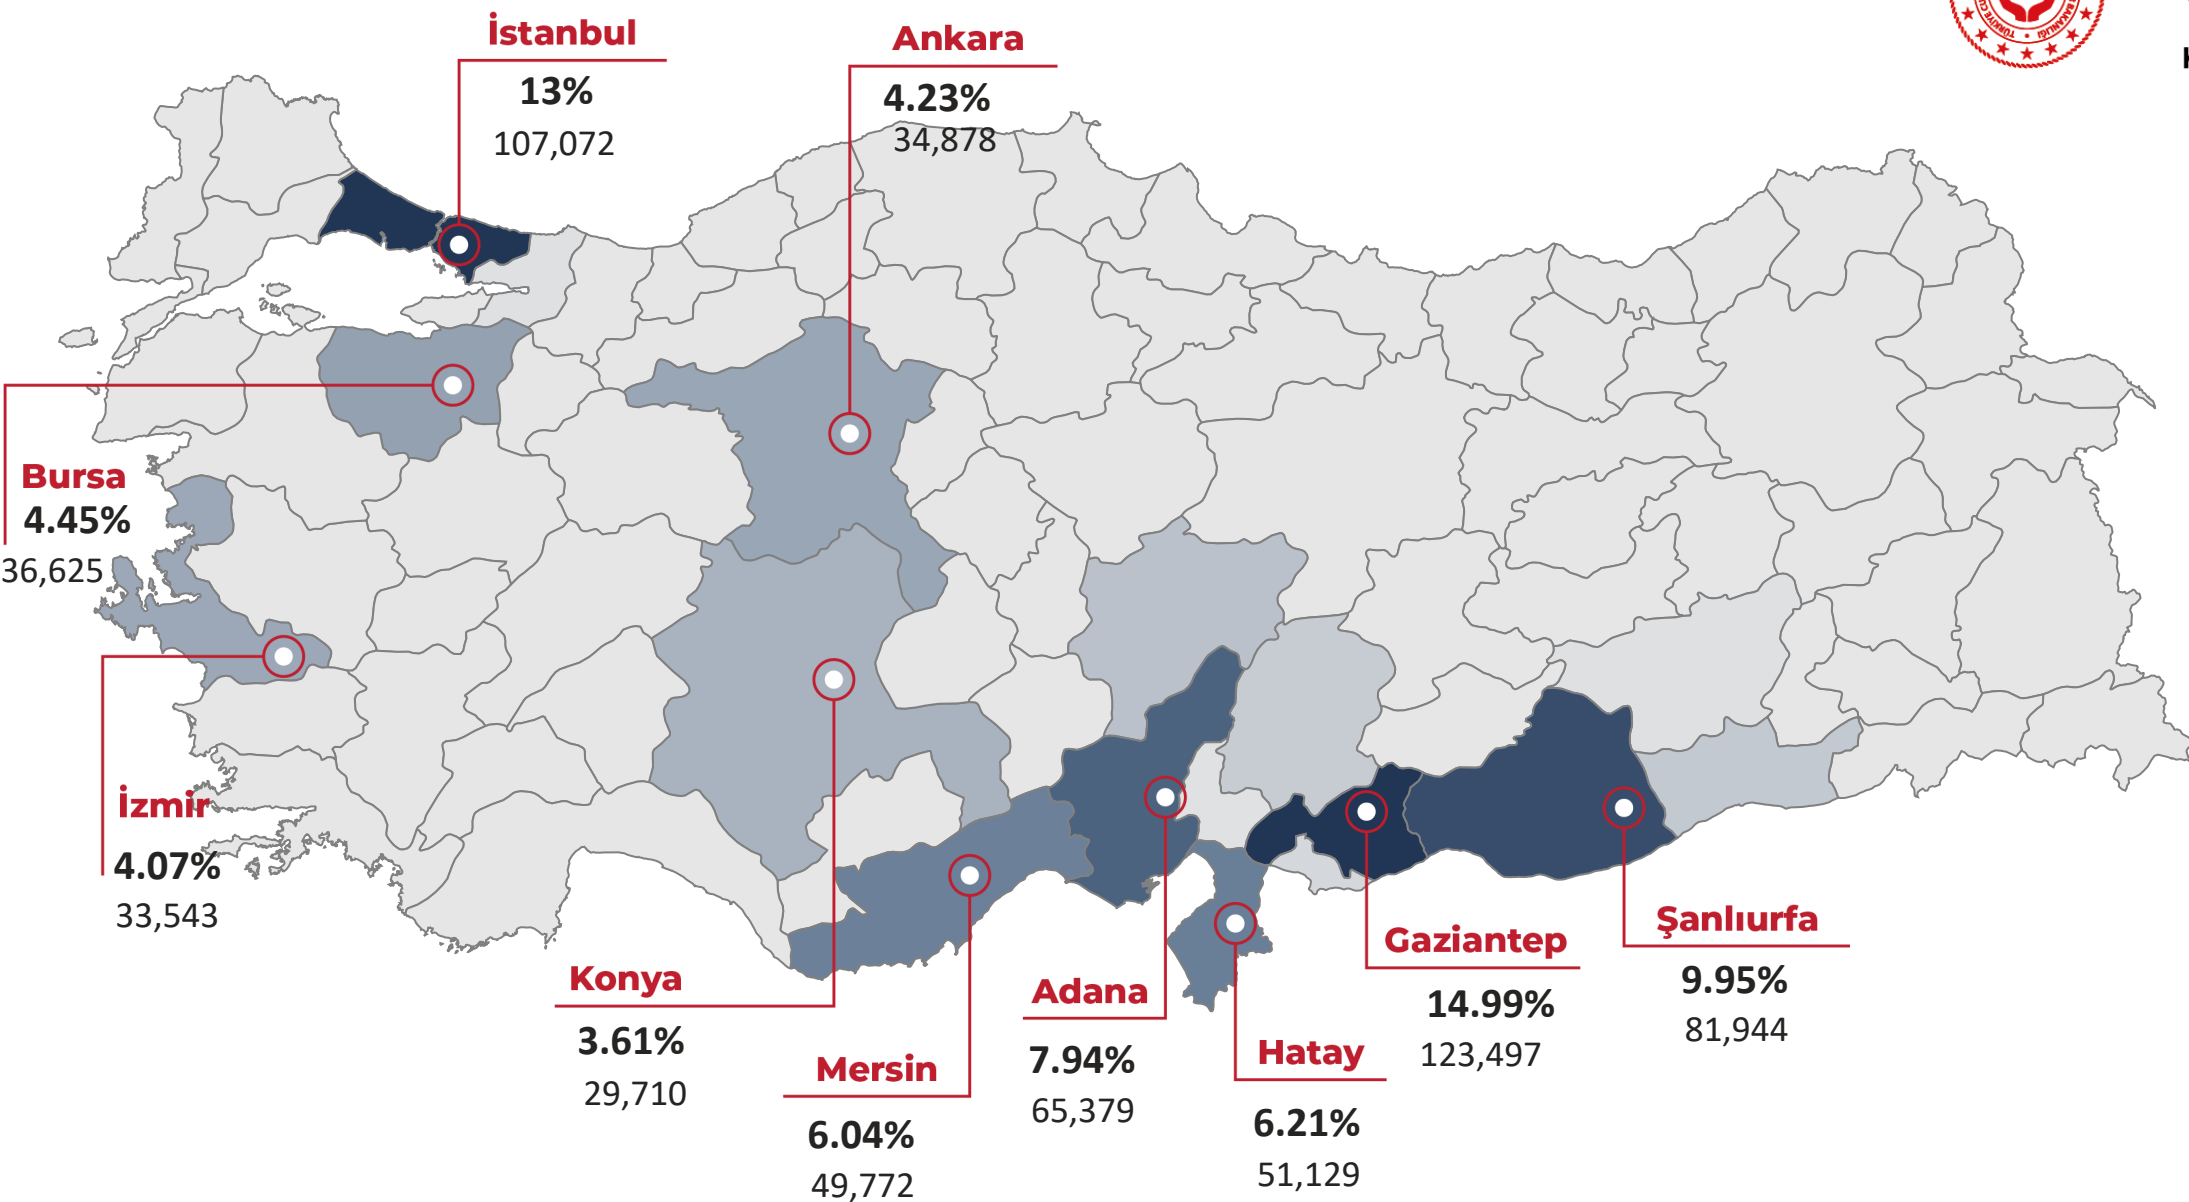 İstanbul
13%
107,072
Ankara
4.23%
34,878
Bursa
4.45%
36,625
İzmir
4.07%
33,543
Konya
3.61%
29,710
Mersin
6.04%
49,772
Adana
7.94%
65,379
Hatay
6.21%
51,129
Gaziantep
14.99%
123,497
Şanlıurfa
9.95%
81,944